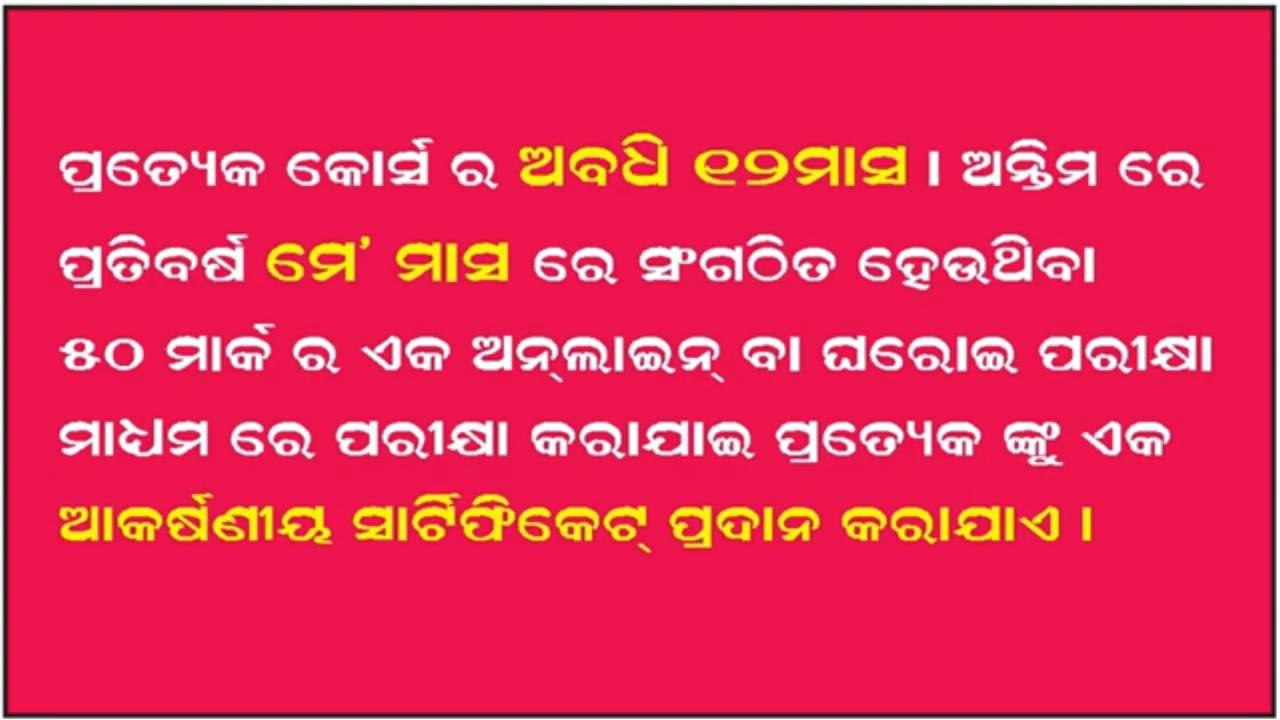 ପ୍ରତ୍ୟେକ କୋର୍ସ ର ଅବଧି ୧୨ମାସ । ଅନ୍ତିମ ରେ
ପ୍ରତିବର୍ଷ ମେ’ ମାସ ରେ ସଂଗଠିତ ହେଉଥିବା
୫୦ ମାର୍କ ର ଏକ ଅନ୍‌ଲାଇନ୍ ବା ଘରୋଇ ପରୀକ୍ଷା
ମାଧ୍ୟମ ରେ ପରୀକ୍ଷା କରାଯାଇ ପ୍ରତ୍ୟେକ ଙ୍କୁ ଏକ
ଆକର୍ଷଣୀୟ ସାର୍ଟିଫିକେଟ୍ ପ୍ରଦାନ କରାଯାଏ ।